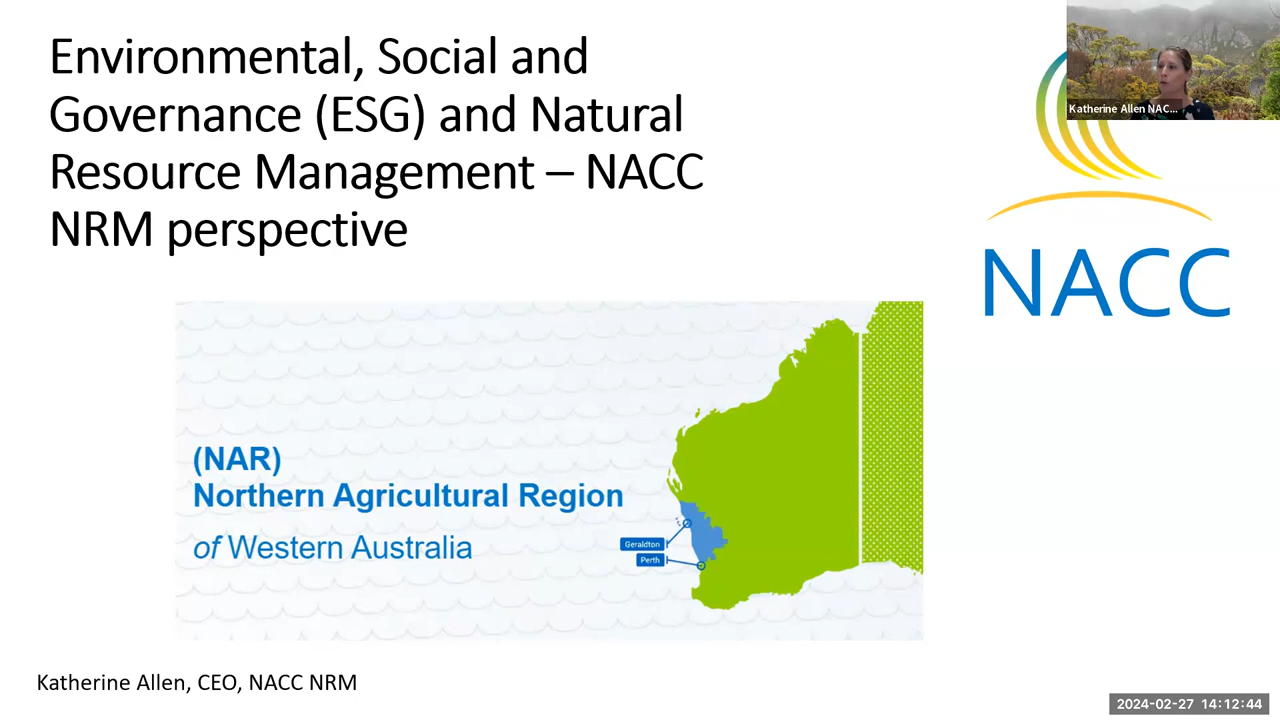 Environmental, Social and
Governance (ESG) and Natural
Resource Management – NACC
NRM perspective
Katherine Allen NAC...
NACC
(NAR)
Northern Agricultural Region
of Western Australia
Geraldton
Perth
Katherine Allen, CEO, NACC NRM
2024-02-27 14:12:44